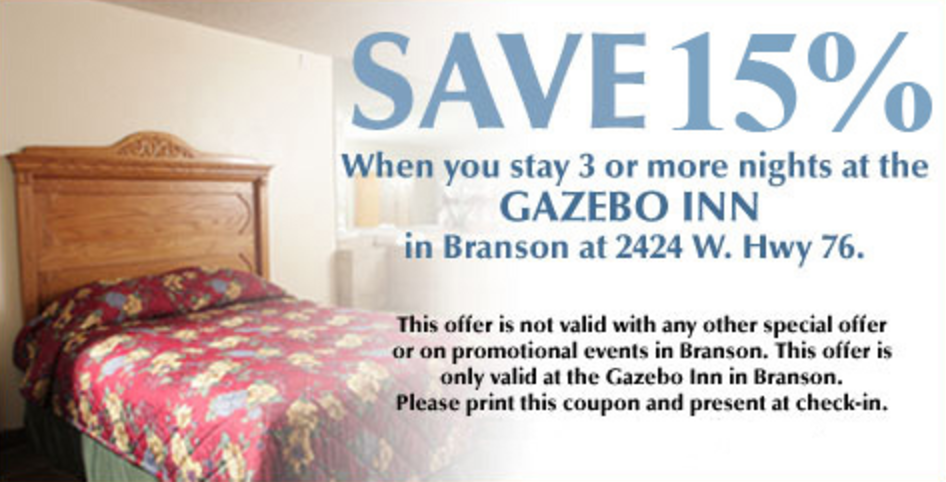 SAVE 15%
When you stay 3 or more nights at the
GAZEBO INN
in Branson at 2424 W. Hwy 76.
This offer is not valid with any other special offer
or on promotional events in Branson. This offer is
only valid at the Gazebo Inn in Branson.
Please print this coupon and present at check-in.